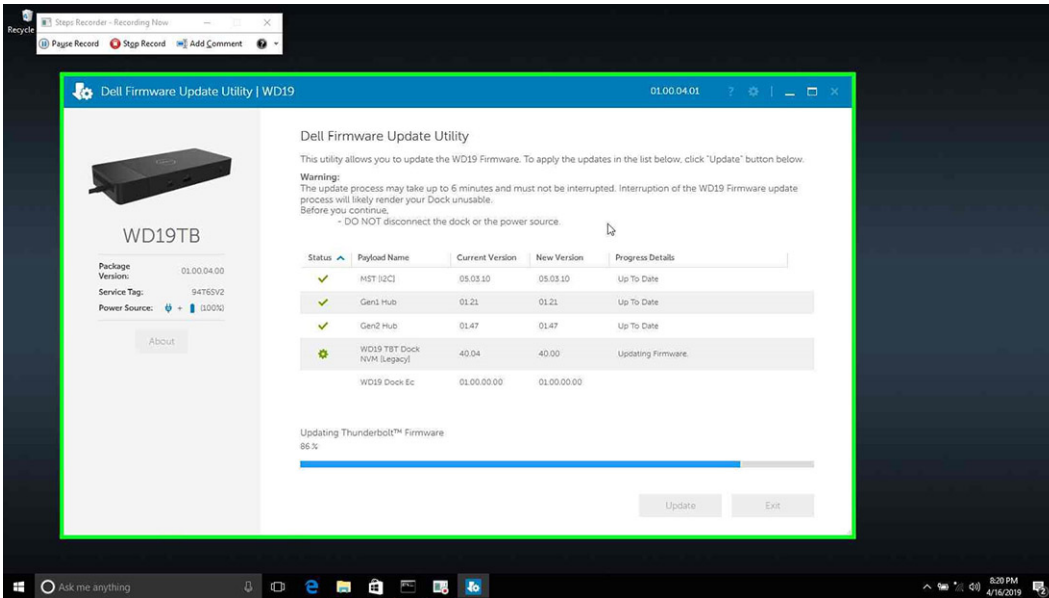 Recycle
Steps Recorder - Recording Now
Pause Record Stop Record Add Comment
Dell Firmware Update Utility | WD19
01.00.04.01
WD19TB
Package Version: 01.00.04.00
Service Tag: 94T6SV2
Power Source: + (100%)
About
Dell Firmware Update Utility
This utility allows you to update the WD19 Firmware. To apply the updates in the list below, click "Update" button below.
Warning:
The update process may take up to 6 minutes and must not be interrupted. Interruption of the WD19 Firmware update
process will likely render your Dock unusable.
Before you continue,
- DO NOT disconnect the dock or the power source.
Status Payload Name Current Version New Version Progress Details
MST [I2C] 05.03.10 05.03.10 Up To Date
Gen1 Hub 01.21 01.21 Up To Date
Gen2 Hub 01.47 01.47 Up To Date
WD19 TBT Dock
NVM [Legacy] 40.04 40.00 Updating Firmware.
WD19 Dock Ec 01.00.00.00 01.00.00.00
Updating Thunderbolt™ Firmware
86 %
Update Exit
Ask me anything
8:20 PM
4/16/2019